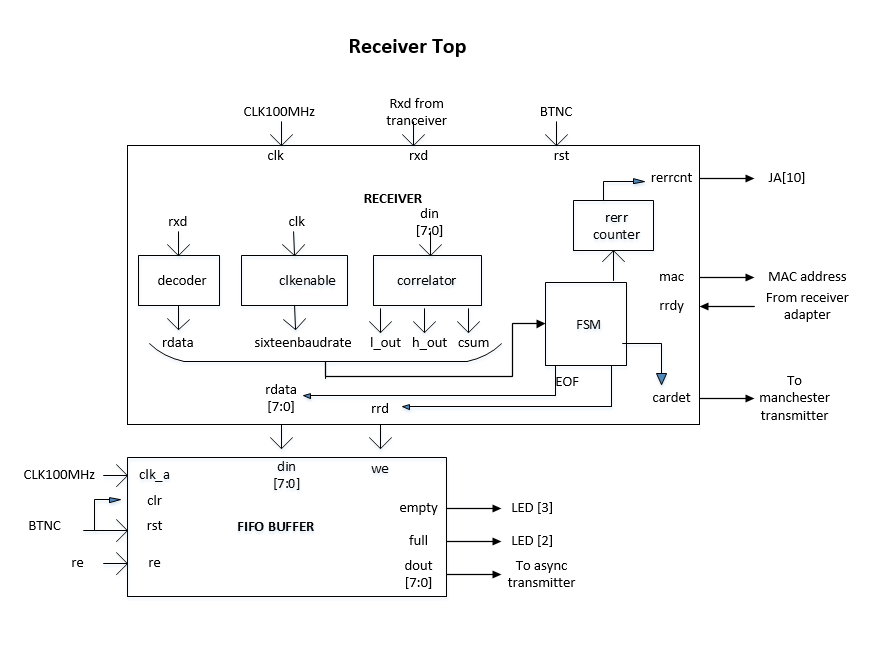 Receiver Top
CLK100MHz
Rxd from
tranceiver
BTNC
clk
rxd
rst
RECEIVER
rerrcnt
JA[10]
rxd
clk
din
[7:0]
rerr
counter
decoder
clkenable
correlator
mac
MAC address
rrdy
From receiver
adapter
FSM
rdata
sixteenbaudrate
l_out
h_out
csum
EOF
rdata
[7:0]
rrd
cardet
To
manchester
transmitter
CLK100MHz
clk_a
din
[7:0]
we
clr
BTNC
rst
FIFO BUFFER
re
re
empty
LED [3]
full
LED [2]
dout
[7:0]
To async
transmitter